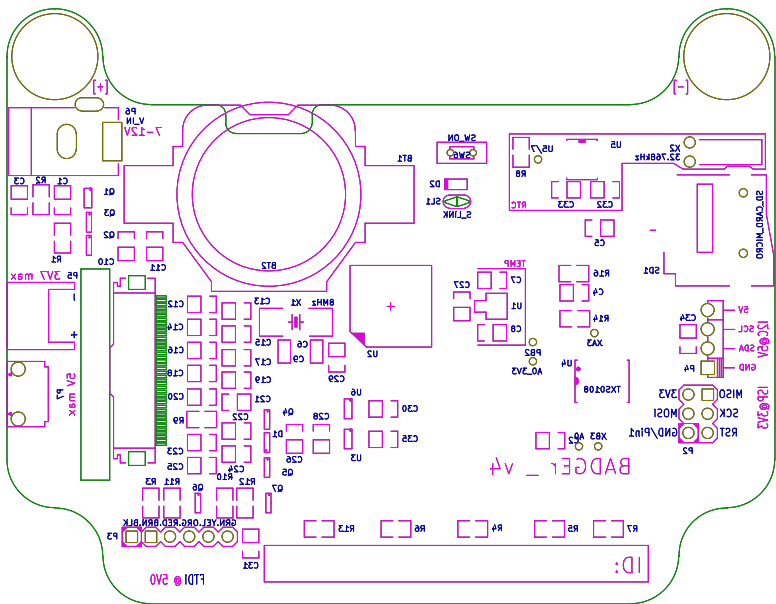 [+]
[-]
P6
V_IN
7-12V
SW_ON
SW6
BT1
D2
SL1
S_LINK
U5/7
U5
R8
X2
32.768kHz
C33
C32
RTC
C3
R2
C1
Q1
Q3
Q2
R1
C10
C11
C5
SD_CARD_MICRO
SD1
BT2
TEMP
3V7 max
P5
-
+
C12
C13
X1
8MHz
C27
C7
U1
C8
R16
C4
R14
C14
C15
C6
C9
U2
PB2
XA3
A0_3V3
C34
5V
SCL
SDA
GND
I2C@5V
P4
C16
C17
C18
C19
C29
U4
TXS0108
P7
5V max
C20
C21
R9
C22
Q4
C28
U6
C30
3V3
MISO
MOSI
SCK
GND/Pin1
RST
ISP@3V3
P2
C23
C24
D1
C26
U3
C35
A0
XB3
C25
R10
Q5
BADGEr _ v4
R3
R11
Q6
R12
Q7
GRN.YEL.ORG.RED.BRN.BLK
P3
R13
R6
R4
R5
R7
C31
ID:
FTDI @ 5V0